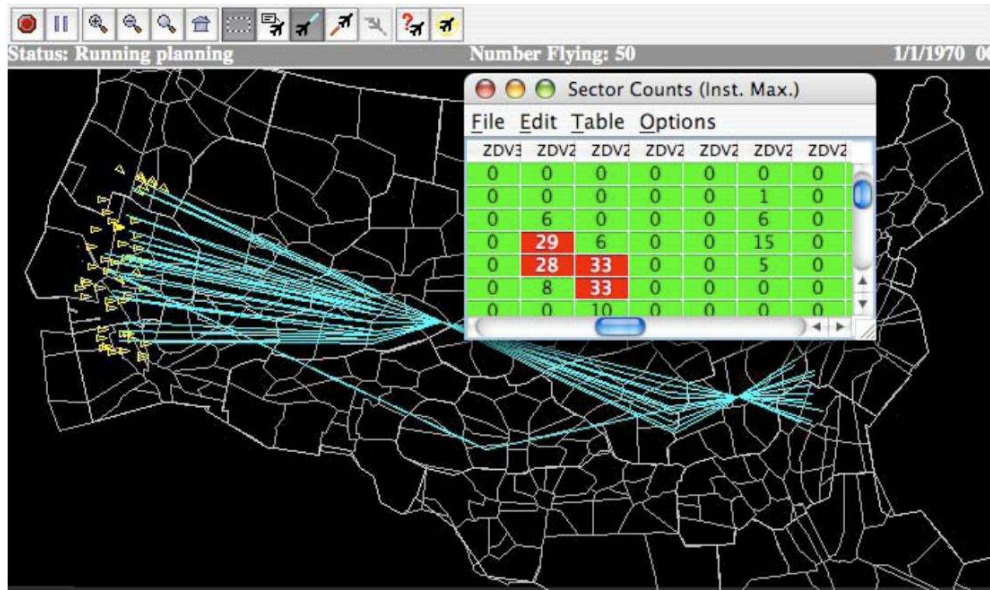 Status: Running planning Number Flying: 50 1/1/1970 00
Sector Counts (Inst. Max.)
File Edit Table Options
ZDV3 ZDV2 ZDV2 ZDV2 ZDV2 ZDV2 ZDV2
0 0 0 0 0 0 0
0 0 0 0 0 1 0
0 6 0 0 0 6 0
0 29 6 0 0 15 0
0 28 33 0 0 5 0
0 8 33 0 0 0 0
0 0 10 0 0 0 0